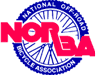 NATIONAL OFF-ROAD
NORBA
BICYCLE ASSOCIATION